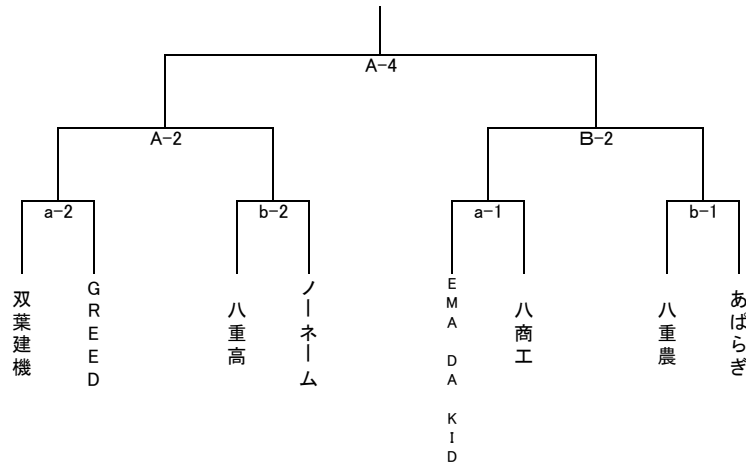 A-4
A-2
B-2
a-2
b-2
a-1
b-1
双葉建機
GREED
八重高
ノーネーム
EMA DA KID
八商工
八重農
あぱらぎ